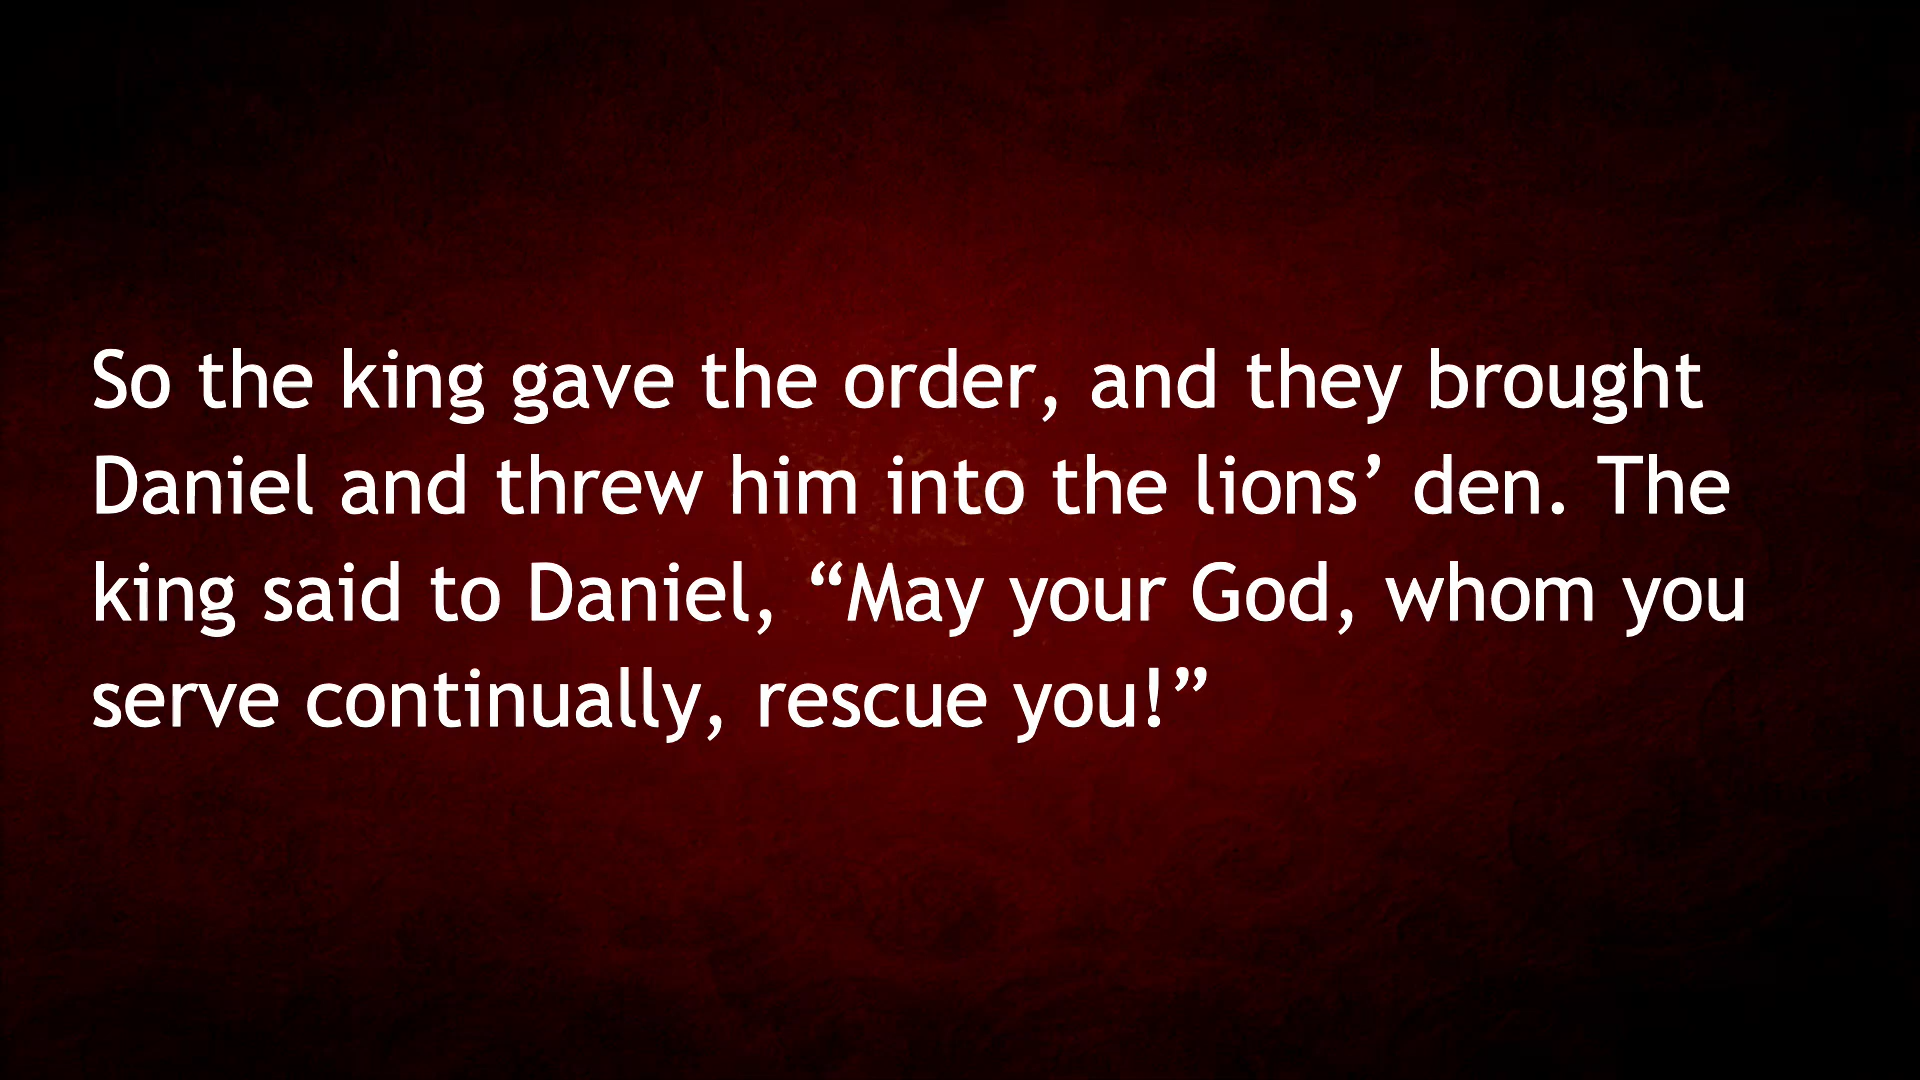 So the king gave the order, and they brought
Daniel and threw him into the lions’ den. The
king said to Daniel, “May your God, whom you
serve continually, rescue you!”